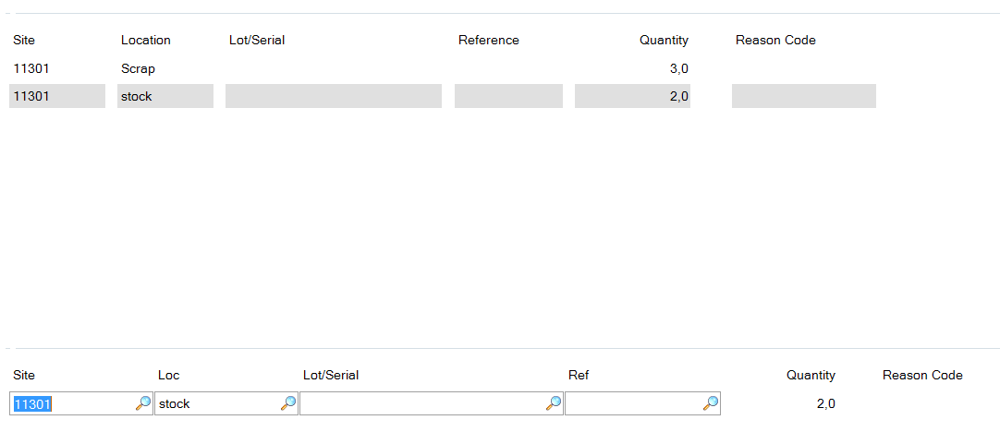 Site Location Lot/Serial Reference Quantity Reason Code
11301 Scrap 3,0
11301 stock 2,0
Site Loc Lot/Serial Ref Quantity Reason Code
11301 stock 2,0